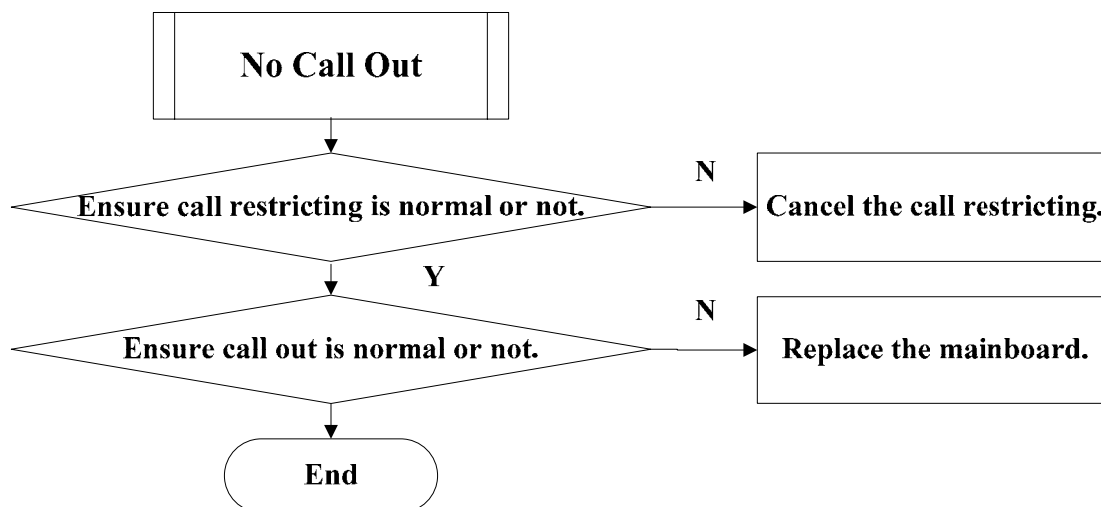 No Call Out
N
Ensure call restricting is normal or not.
Cancel the call restricting.
Y
N
Ensure call out is normal or not.
Replace the mainboard.
End